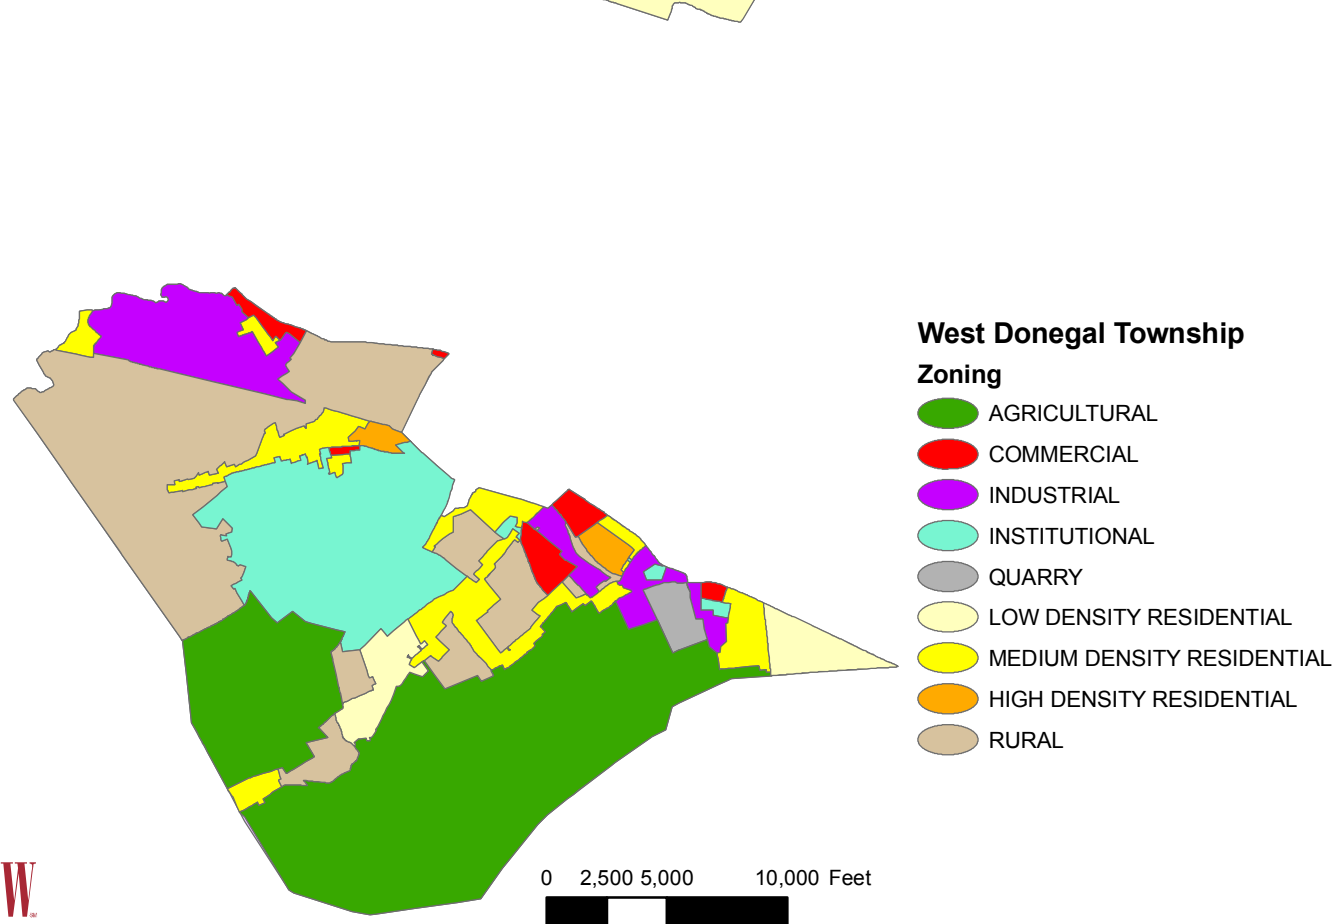 West Donegal Township
Zoning
AGRICULTURAL
COMMERCIAL
INDUSTRIAL
INSTITUTIONAL
QUARRY
LOW DENSITY RESIDENTIAL
MEDIUM DENSITY RESIDENTIAL
HIGH DENSITY RESIDENTIAL
RURAL
0 2,500 5,000 10,000 Feet
W